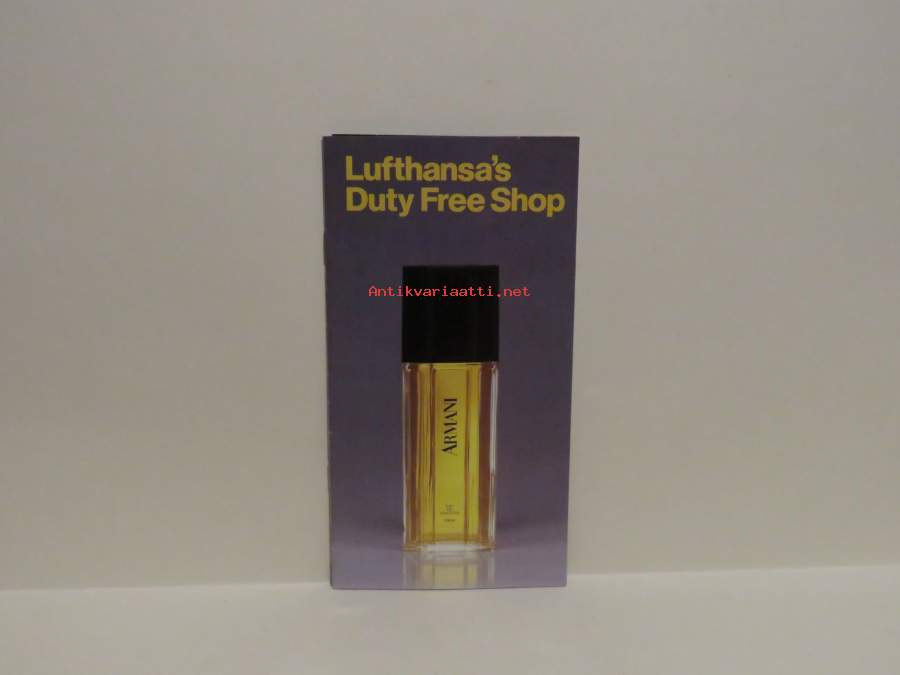 Lufthansa's
Duty Free Shop
Antikvariaatti.net
ARMANI